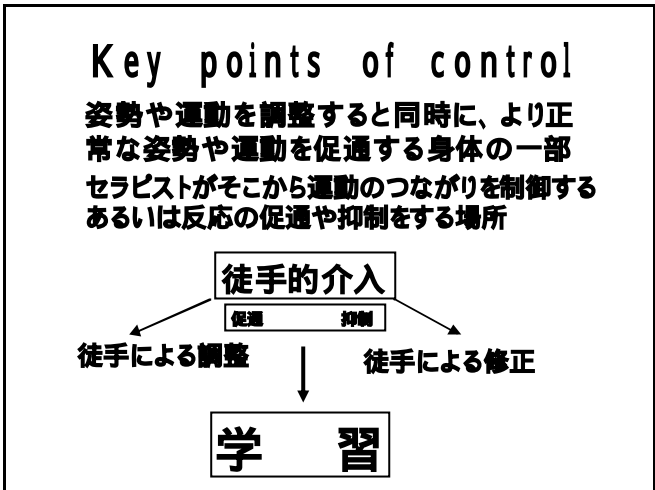 Key points of control
姿勢や運動を調整すると同時に、より正
常な姿勢や運動を促通する身体の一部
セラピストがそこから運動のつながりを制御する
あるいは反応の促通や抑制をする場所
徒手的介入
促通 抑制
徒手による調整
徒手による修正
学 習